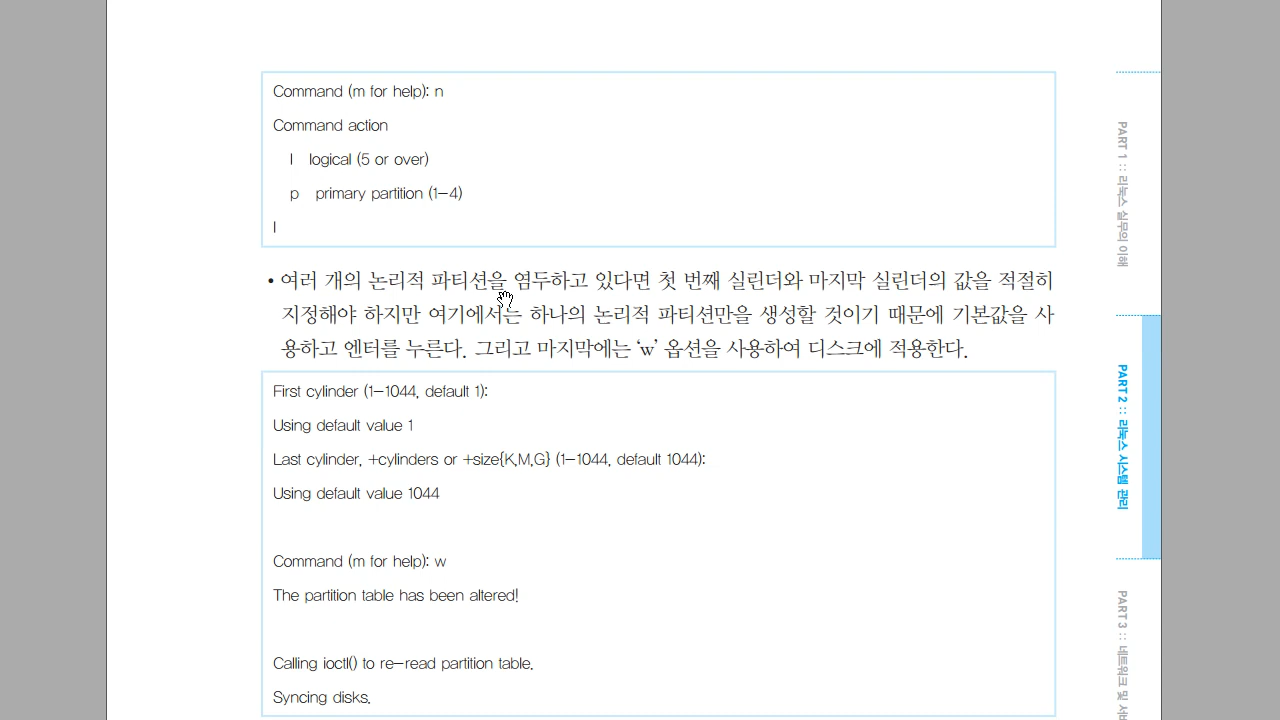 Command (m for help): n
Command action
l logical (5 or over)
p primary partition (1-4)
l
• 여러 개의 논리적 파티션을 염두하고 있다면 첫 번째 실린더와 마지막 실린더의 값을 적절히
지정해야 하지만 여기에서는 하나의 논리적 파티션만을 생성할 것이기 때문에 기본값을 사
용하고 엔터를 누른다. 그리고 마지막에는 ‘w’ 옵션을 사용하여 디스크에 적용한다.
First cylinder (1-1044, default 1):
Using default value 1
Last cylinder, +cylinders or +size{K,M,G} (1-1044, default 1044):
Using default value 1044
Command (m for help): w
The partition table has been altered!
Calling ioctl() to re-read partition table.
Syncing disks.
PART 1 :: 리눅스 실무의 이해
PART 2 :: 리눅스 시스템 관리
PART 3 :: 네트워크 및